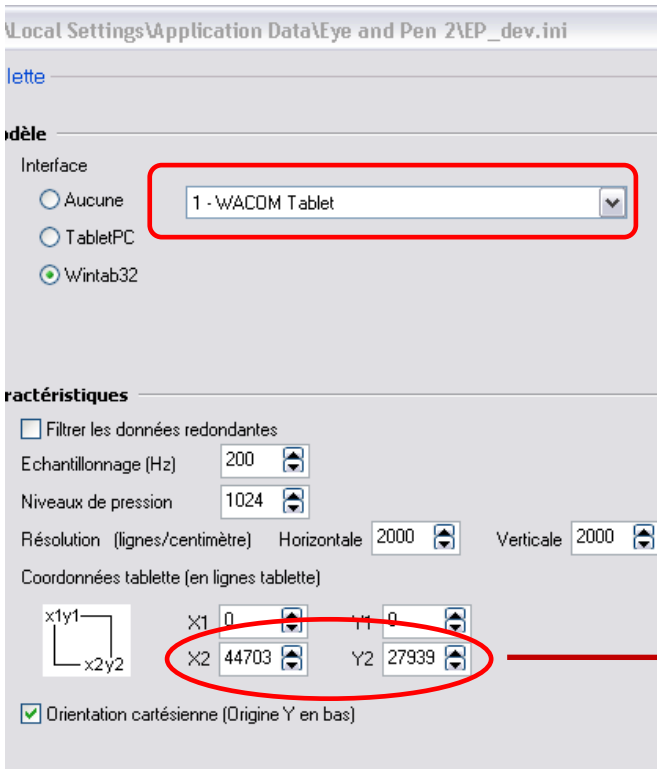 \Local Settings\Application Data\Eye and Pen 2\EP_dev.ini
lette
odèle
Interface
Aucune 1 - WACOM Tablet
TabletPC
Wintab32
ractéristiques
Filtrer les données redondantes
Echantillonnage (Hz) 200
Niveaux de pression 1024
Résolution (lignes/centimètre) Horizontale 2000 Verticale 2000
Coordonnées tablette (en lignes tablette)
x1y1 X1 0 Y1 0
x2y2 X2 44703 Y2 27939
Orientation cartésienne (Origine Y en bas)